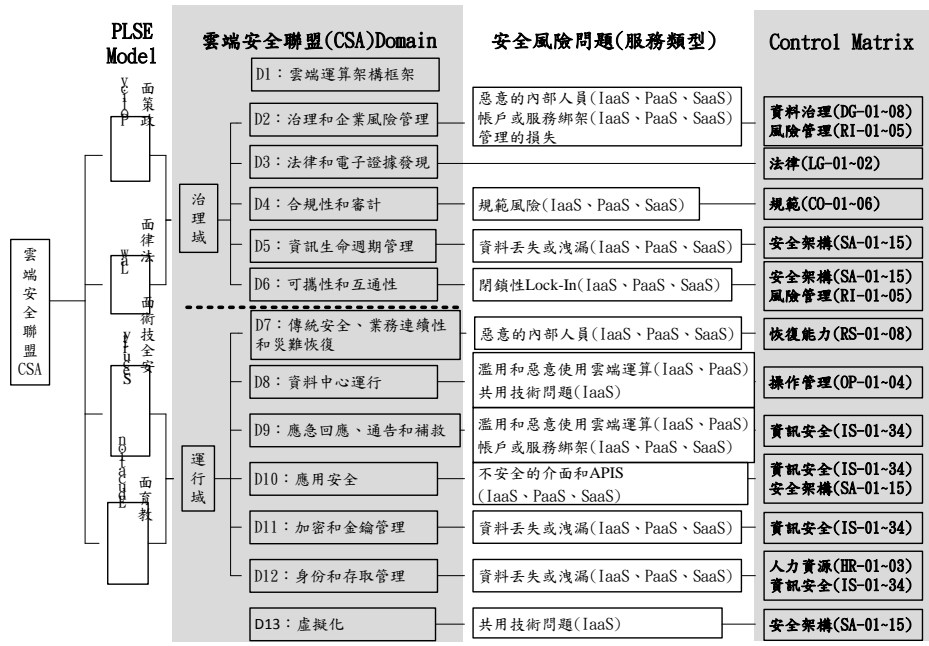 PLSE
Model
雲端安全聯盟(CSA)Domain
安全風險問題(服務類型)
Control Matrix
雲端安全聯盟CSA
面策政
面律法
面術技全安
面育教
治理域
運行域
D1：雲端運算架構框架
D2：治理和企業風險管理
惡意的內部人員(IaaS、PaaS、SaaS)
帳戶或服務綁架(IaaS、PaaS、SaaS)
管理的損失
資料治理(DG-01~08)
風險管理(RI-01~05)
D3：法律和電子證據發現
法律(LG-01~02)
D4：合規性和審計
規範風險(IaaS、PaaS、SaaS)
規範(CO-01~06)
D5：資訊生命週期管理
資料丟失或洩漏(IaaS、PaaS、SaaS)
安全架構(SA-01~15)
D6：可攜性和互通性
閉鎖性Lock-In(IaaS、PaaS、SaaS)
安全架構(SA-01~15)
風險管理(RI-01~05)
D7：傳統安全、業務連續性
和災難恢復
惡意的內部人員(IaaS、PaaS、SaaS)
恢復能力(RS-01~08)
D8：資料中心運行
濫用和惡意使用雲端運算(IaaS、PaaS)
共用技術問題(IaaS)
操作管理(OP-01~04)
D9：應急回應、通告和補救
濫用和惡意使用雲端運算(IaaS、PaaS)
帳戶或服務綁架(IaaS、PaaS、SaaS)
資訊安全(IS-01~34)
D10：應用安全
不安全的介面和APIS
(IaaS、PaaS、SaaS)
資訊安全(IS-01~34)
安全架構(SA-01~15)
D11：加密和金鑰管理
資料丟失或洩漏(IaaS、PaaS、SaaS)
資訊安全(IS-01~34)
D12：身份和存取管理
資料丟失或洩漏(IaaS、PaaS、SaaS)
人力資源(HR-01~03)
資訊安全(IS-01~34)
D13：虛擬化
共用技術問題(IaaS)
安全架構(SA-01~15)